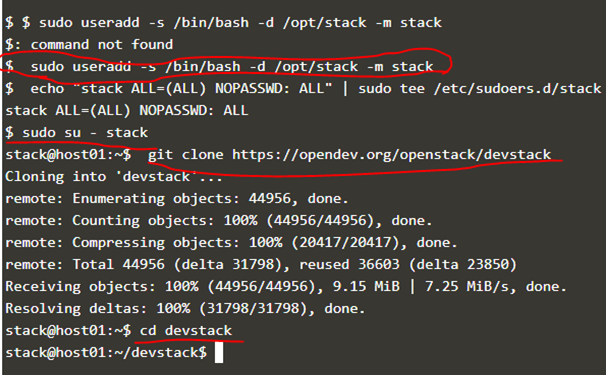 $ $ sudo useradd -s /bin/bash -d /opt/stack -m stack
$: command not found
$  sudo useradd -s /bin/bash -d /opt/stack -m stack
$  echo "stack ALL=(ALL) NOPASSWD: ALL" | sudo tee /etc/sudoers.d/stack
stack ALL=(ALL) NOPASSWD: ALL
$ sudo su - stack
stack@host01:~$  git clone https://opendev.org/openstack/devstack
Cloning into 'devstack'...
remote: Enumerating objects: 44956, done.
remote: Counting objects: 100% (44956/44956), done.
remote: Compressing objects: 100% (20417/20417), done.
remote: Total 44956 (delta 31798), reused 36603 (delta 23850)
Receiving objects: 100% (44956/44956), 9.15 MiB | 7.25 MiB/s, done.
Resolving deltas: 100% (31798/31798), done.
stack@host01:~$ cd devstack
stack@host01:~/devstack$